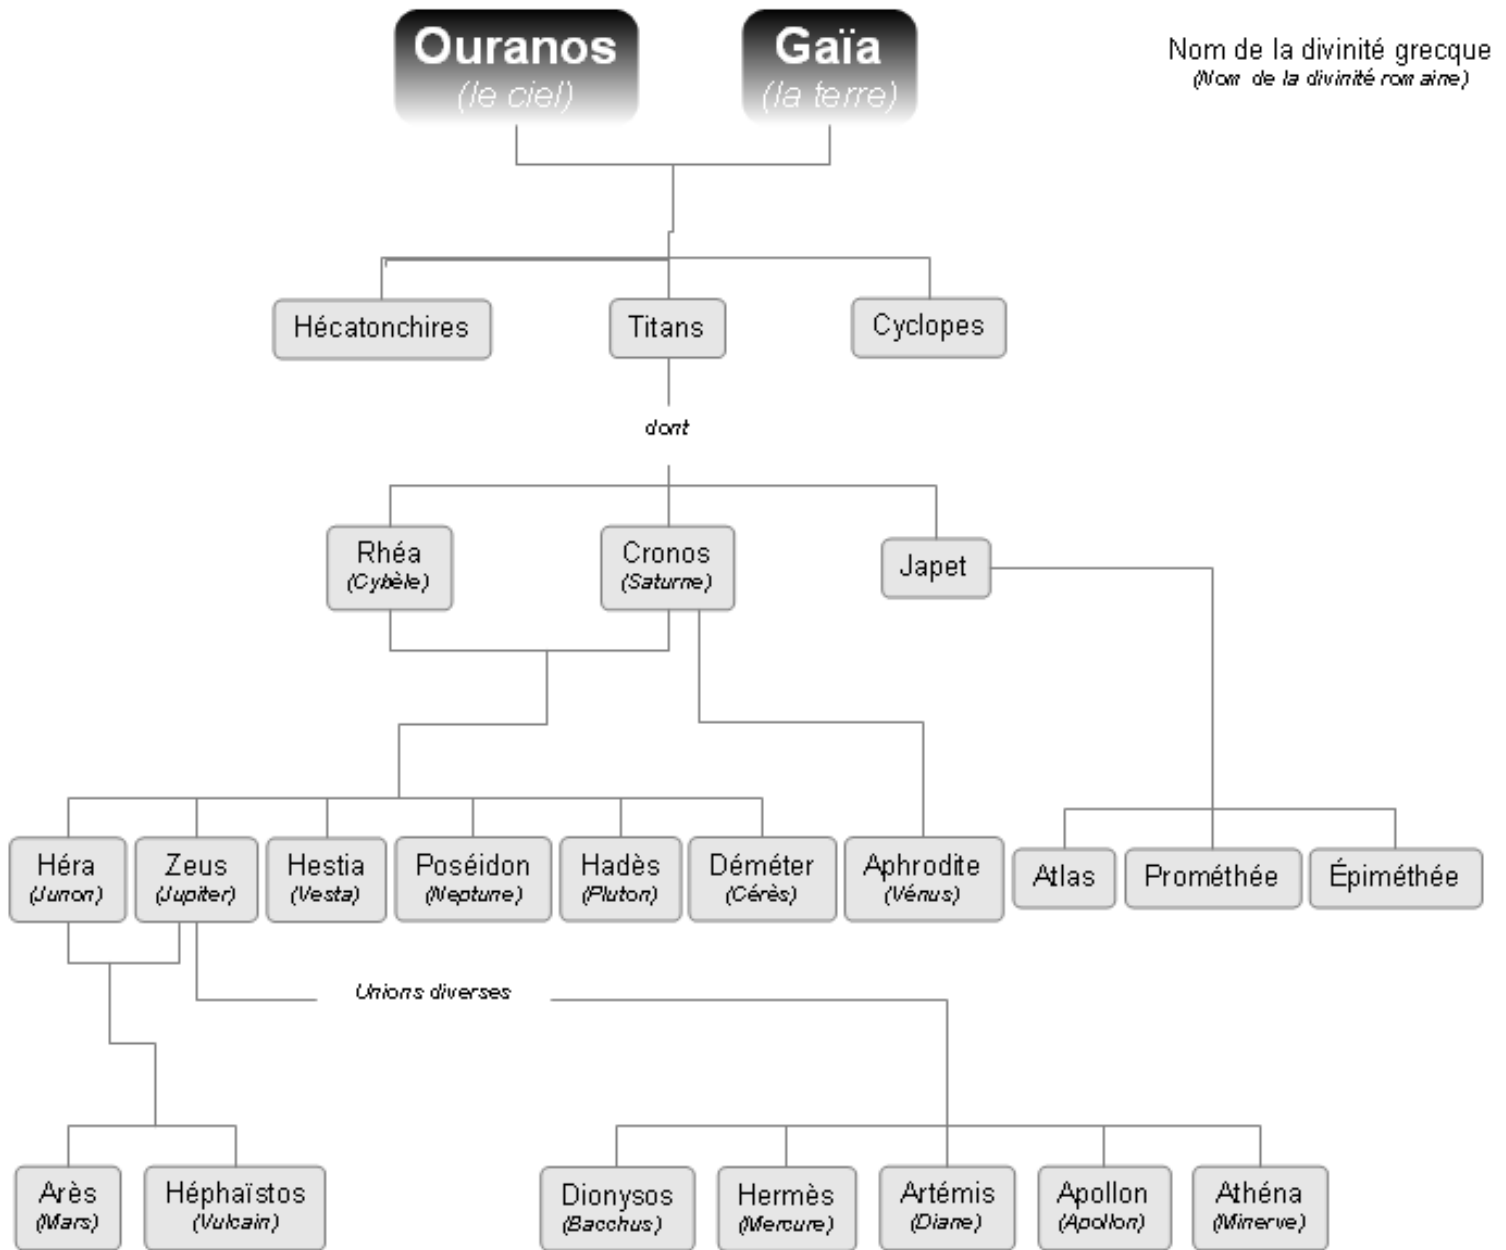 Ouranos
(le ciel)
Gaïa
(la terre)
Nom de la divinité grecque
(Nom de la divinité romaine)
Hécatonchires
Titans
Cyclopes
dont
Rhéa
(Cybèle)
Cronos
(Saturne)
Japet
Héra
(Junon)
Zeus
(Jupiter)
Hestia
(Vesta)
Poséidon
(Neptune)
Hadès
(Pluton)
Déméter
(Cérès)
Aphrodite
(Vénus)
Atlas
Prométhée
Épiméthée
Unions diverses
Arès
(Mars)
Héphaïstos
(Vulcain)
Dionysos
(Bacchus)
Hermès
(Mercure)
Artémis
(Diane)
Apollon
(Apollon)
Athéna
(Minerve)